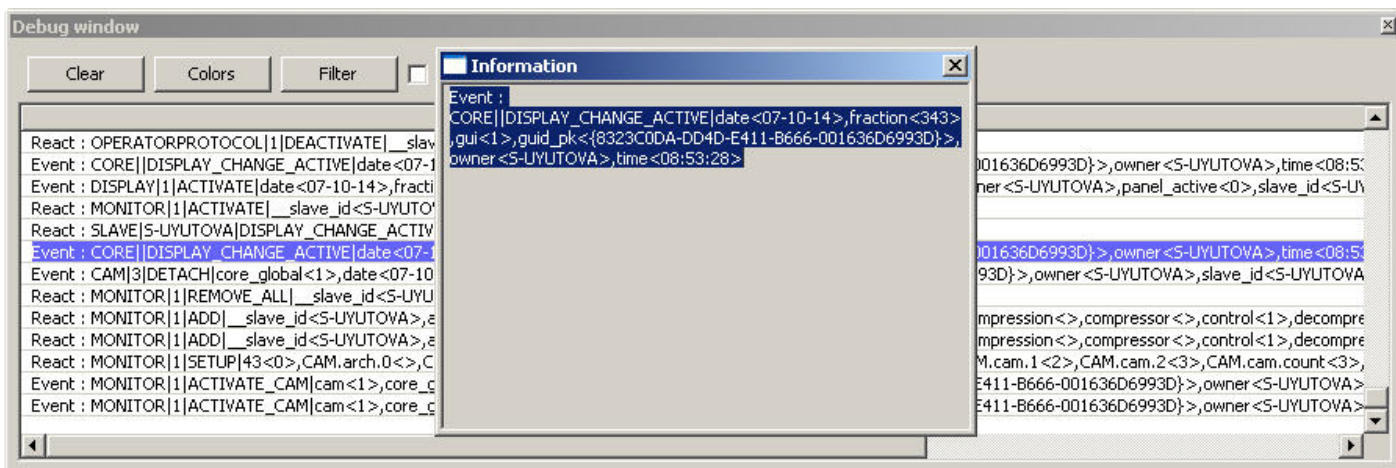 Debug window
Clear
Colors
Filter
Information
Event :
CORE||DISPLAY_CHANGE_ACTIVE|date<07-10-14>,fraction<343>
,gui<1>,guid_pk<{8323C0DA-DD4D-E411-B666-001636D6993D}>,
owner<S-UYUTOVA>,time<08:53:28>
React : OPERATORPROTOCOL|1|DEACTIVATE|__slav
Event : CORE||DISPLAY_CHANGE_ACTIVE|date<07-1 001636D6993D}>,owner<S-UYUTOVA>,time<08:53:
Event : DISPLAY|1|ACTIVATE|date<07-10-14>,fracti ner<S-UYUTOVA>,panel_active<0>,slave_id<S-UY
React : MONITOR|1|ACTIVATE|__slave_id<S-UYUTO
React : SLAVE|S-UYUTOVA|DISPLAY_CHANGE_ACTIV
Event : CORE||DISPLAY_CHANGE_ACTIVE|date<07-1 001636D6993D}>,owner<S-UYUTOVA>,time<08:53
Event : CAM|3|DETACH|core_global<1>,date<07-10 93D}>,owner<S-UYUTOVA>,slave_id<S-UYUTOVA
React : MONITOR|1|REMOVE_ALL|__slave_id<S-UYU
React : MONITOR|1|ADD|__slave_id<S-UYUTOVA>,a mpression<>,compressor<>,control<1>,decompre
React : MONITOR|1|ADD|__slave_id<S-UYUTOVA>,a mpression<>,compressor<>,control<1>,decompre
React : MONITOR|1|SETUP|43<0>,CAM.arch.0<>,C M.cam.1<2>,CAM.cam.2<3>,CAM.cam.count<3>,
Event : MONITOR|1|ACTIVATE_CAM|cam<1>,core_g E411-B666-001636D6993D}>,owner<S-UYUTOVA>
Event : MONITOR|1|ACTIVATE_CAM|cam<1>,core_g E411-B666-001636D6993D}>,owner<S-UYUTOVA>